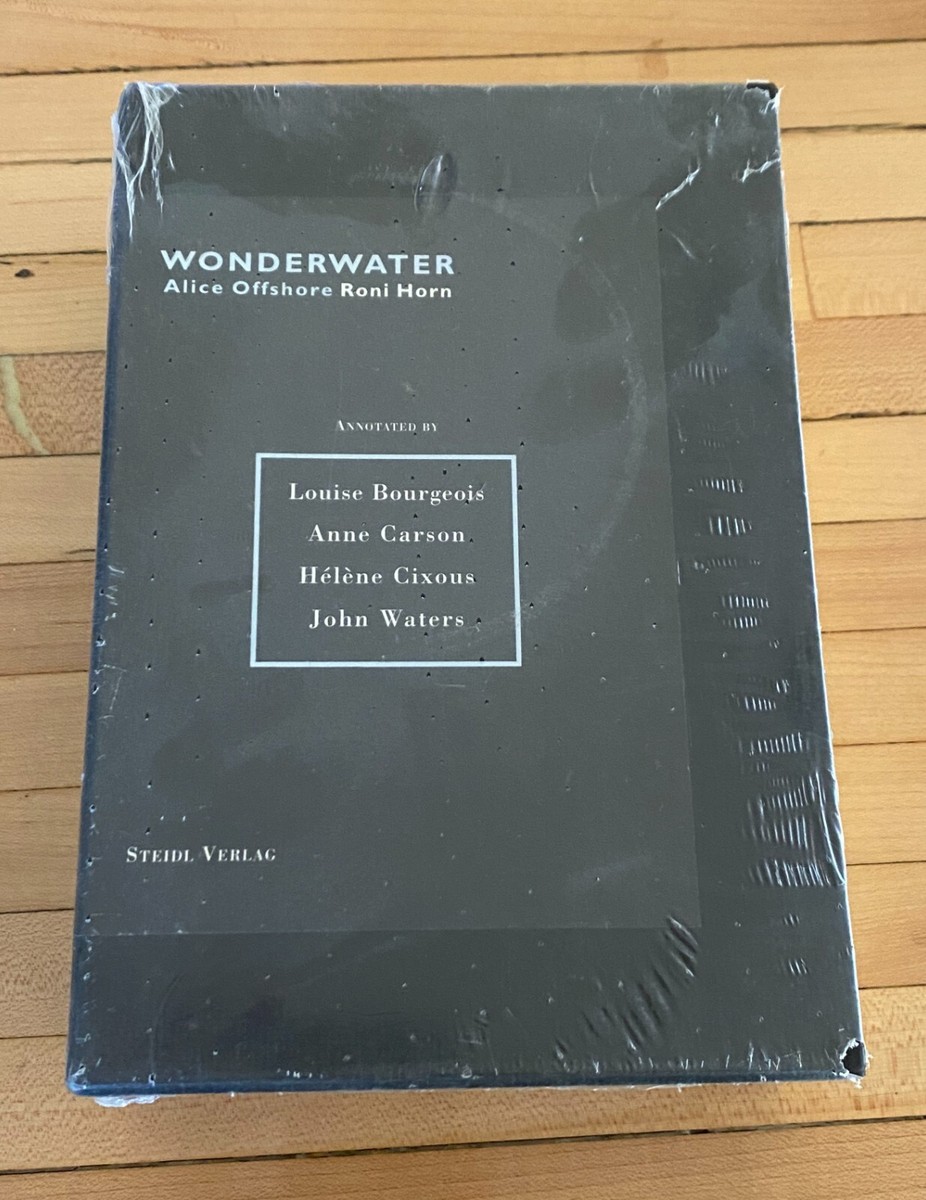 WONDERWATER
Alice Offshore Roni Horn
Annotated by
Louise Bourgeois
Anne Carson
Hélène Cixous
John Waters
Steidl Verlag